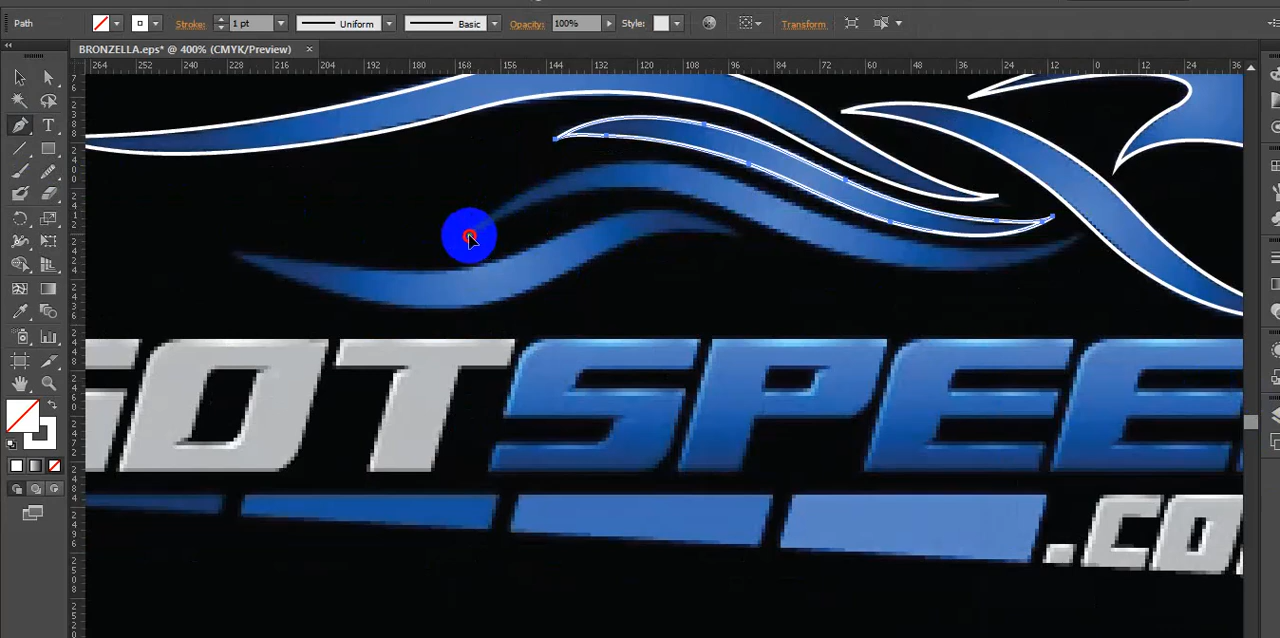 Path
Stroke: 1 pt Uniform Basic Opacity: 100% Style: Transform
BRONZELLA.eps* @ 400% (CMYK/Preview) ×
264 252 240 228 216 204 192 180 168 156 144 132 120 108 96 84 72 60 48 36 24 12 0 12 24 36
GOTSPEE
.CO